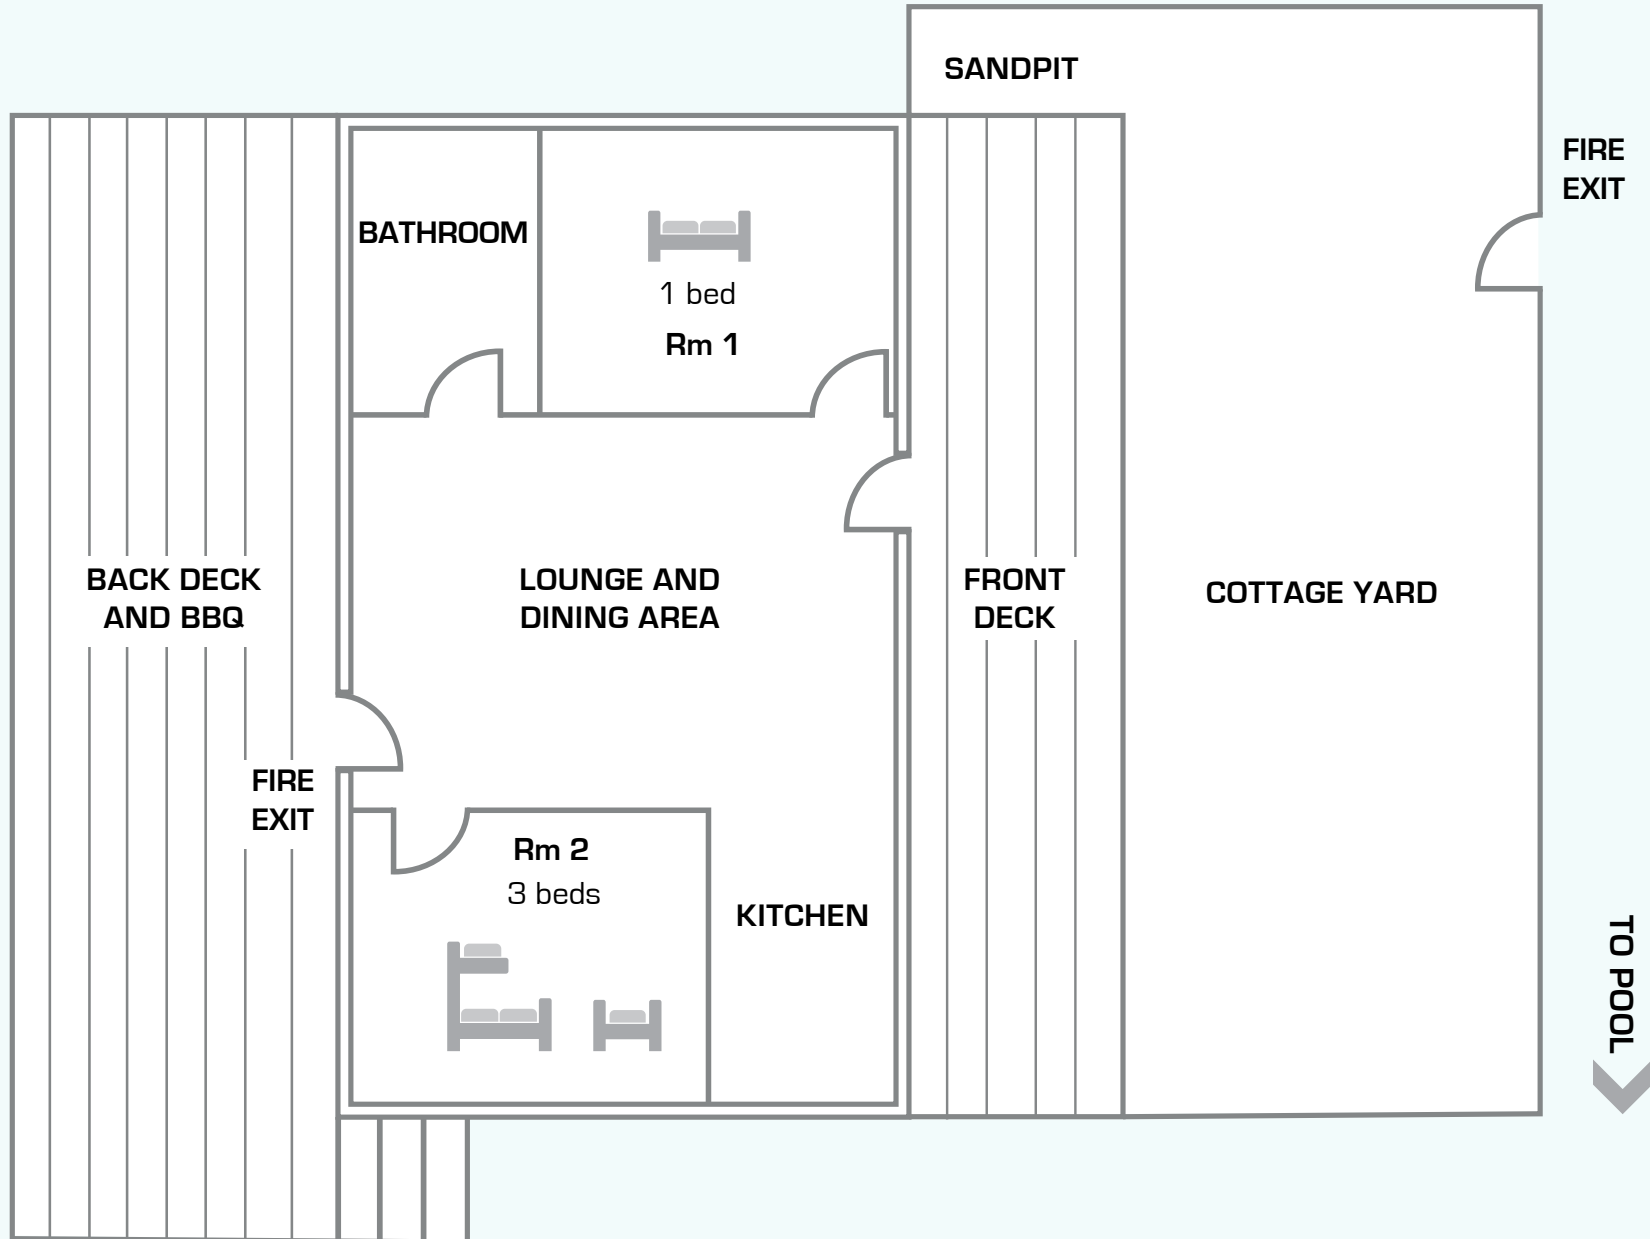 SANDPIT
FIRE
EXIT
BATHROOM
1 bed
Rm 1
BACK DECK
AND BBQ
LOUNGE AND
DINING AREA
FRONT
DECK
COTTAGE YARD
FIRE
EXIT
Rm 2
3 beds
KITCHEN
TO POOL